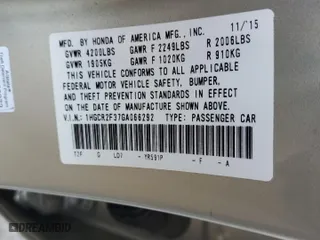 MFD. BY HONDA OF AMERICA MFG., INC. 11/15
GVWR 4200LBS GAWR F 2249LBS R 2006LBS
GVWR 1905KG GAWR F 1020KG R 910KG
THIS VEHICLE CONFORMS TO ALL APPLICABLE
FEDERAL MOTOR VEHICLE SAFETY, BUMPER,
AND THEFT PREVENTION STANDARDS IN EFFECT
ON THE DATE OF MANUFACTURE SHOWN ABOVE.
V.I.N.: 1HGCR2F37GA066292 TYPE: PASSENGER CAR
YR591P - F - A
DREAMBID